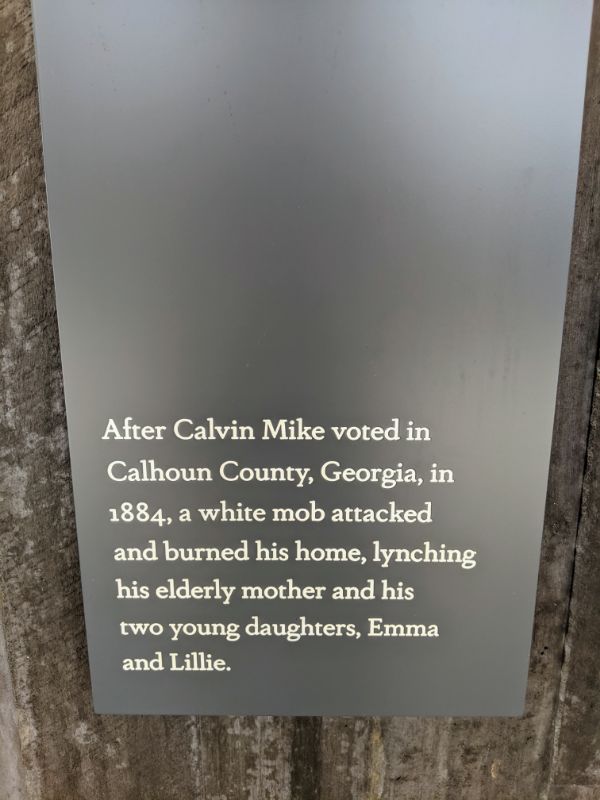 After Calvin Mike voted in
Calhoun County, Georgia, in
1884, a white mob attacked
and burned his home, lynching
his elderly mother and his
two young daughters, Emma
and Lillie.